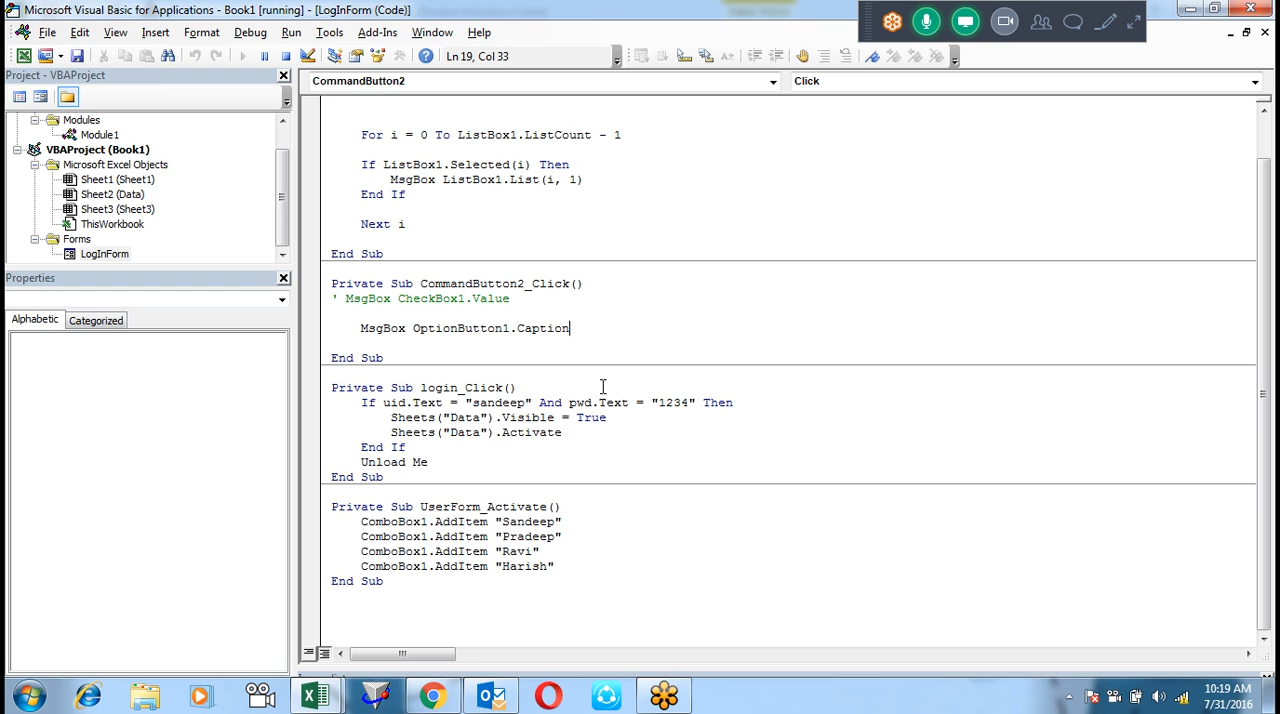 Microsoft Visual Basic for Applications - Book1 [running] - [LogInForm (Code)]
File Edit View Insert Format Debug Run Tools Add-Ins Window Help
Ln 19, Col 33
Project - VBAProject
CommandButton2
Click
Modules
Module1
VBAProject (Book1)
Microsoft Excel Objects
Sheet1 (Sheet1)
Sheet2 (Data)
Sheet3 (Sheet3)
ThisWorkbook
Forms
LogInForm
Properties
Alphabetic Categorized
For i = 0 To ListBox1.ListCount - 1
If ListBox1.Selected(i) Then
MsgBox ListBox1.List(i, 1)
End If
Next i
End Sub
Private Sub CommandButton2_Click()
' MsgBox CheckBox1.Value
MsgBox OptionButton1.Caption
End Sub
Private Sub login_Click()
If uid.Text = "sandeep" And pwd.Text = "1234" Then
Sheets("Data").Visible = True
Sheets("Data").Activate
End If
Unload Me
End Sub
Private Sub UserForm_Activate()
ComboBox1.AddItem "Sandeep"
ComboBox1.AddItem "Pradeep"
ComboBox1.AddItem "Ravi"
ComboBox1.AddItem "Harish"
End Sub
10:19 AM
7/31/2016